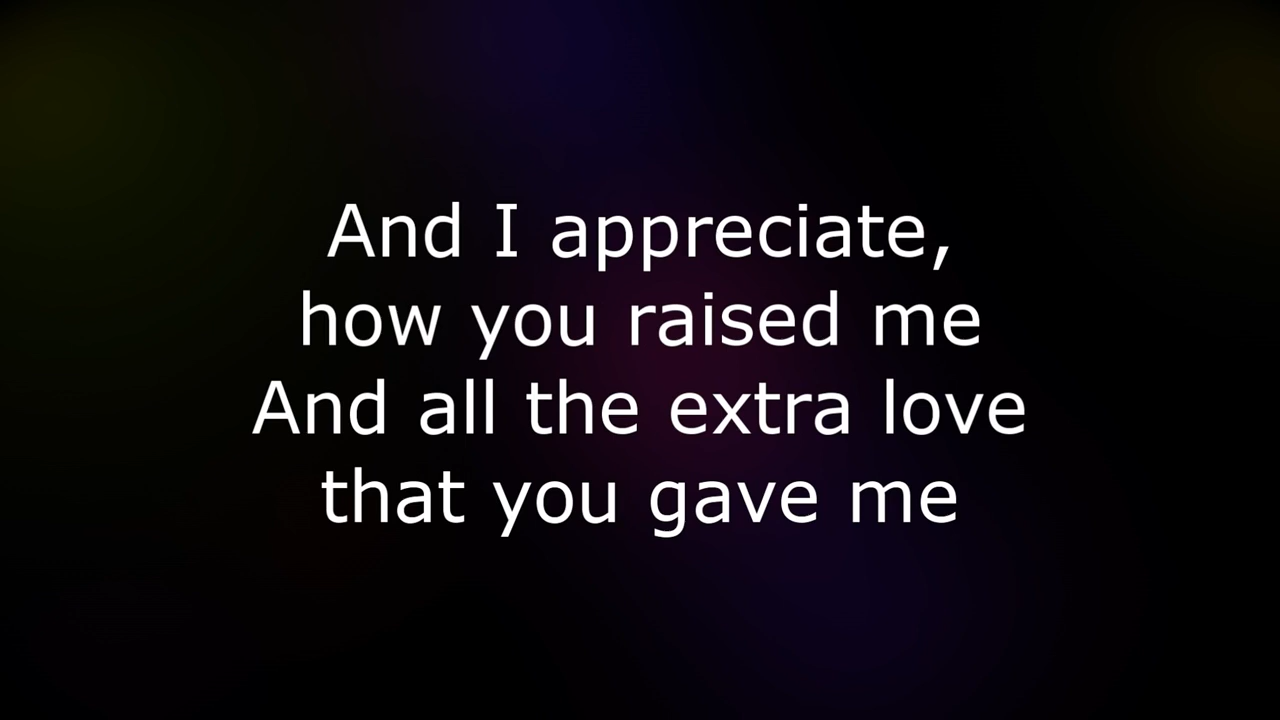 And I appreciate,
how you raised me
And all the extra love
that you gave me